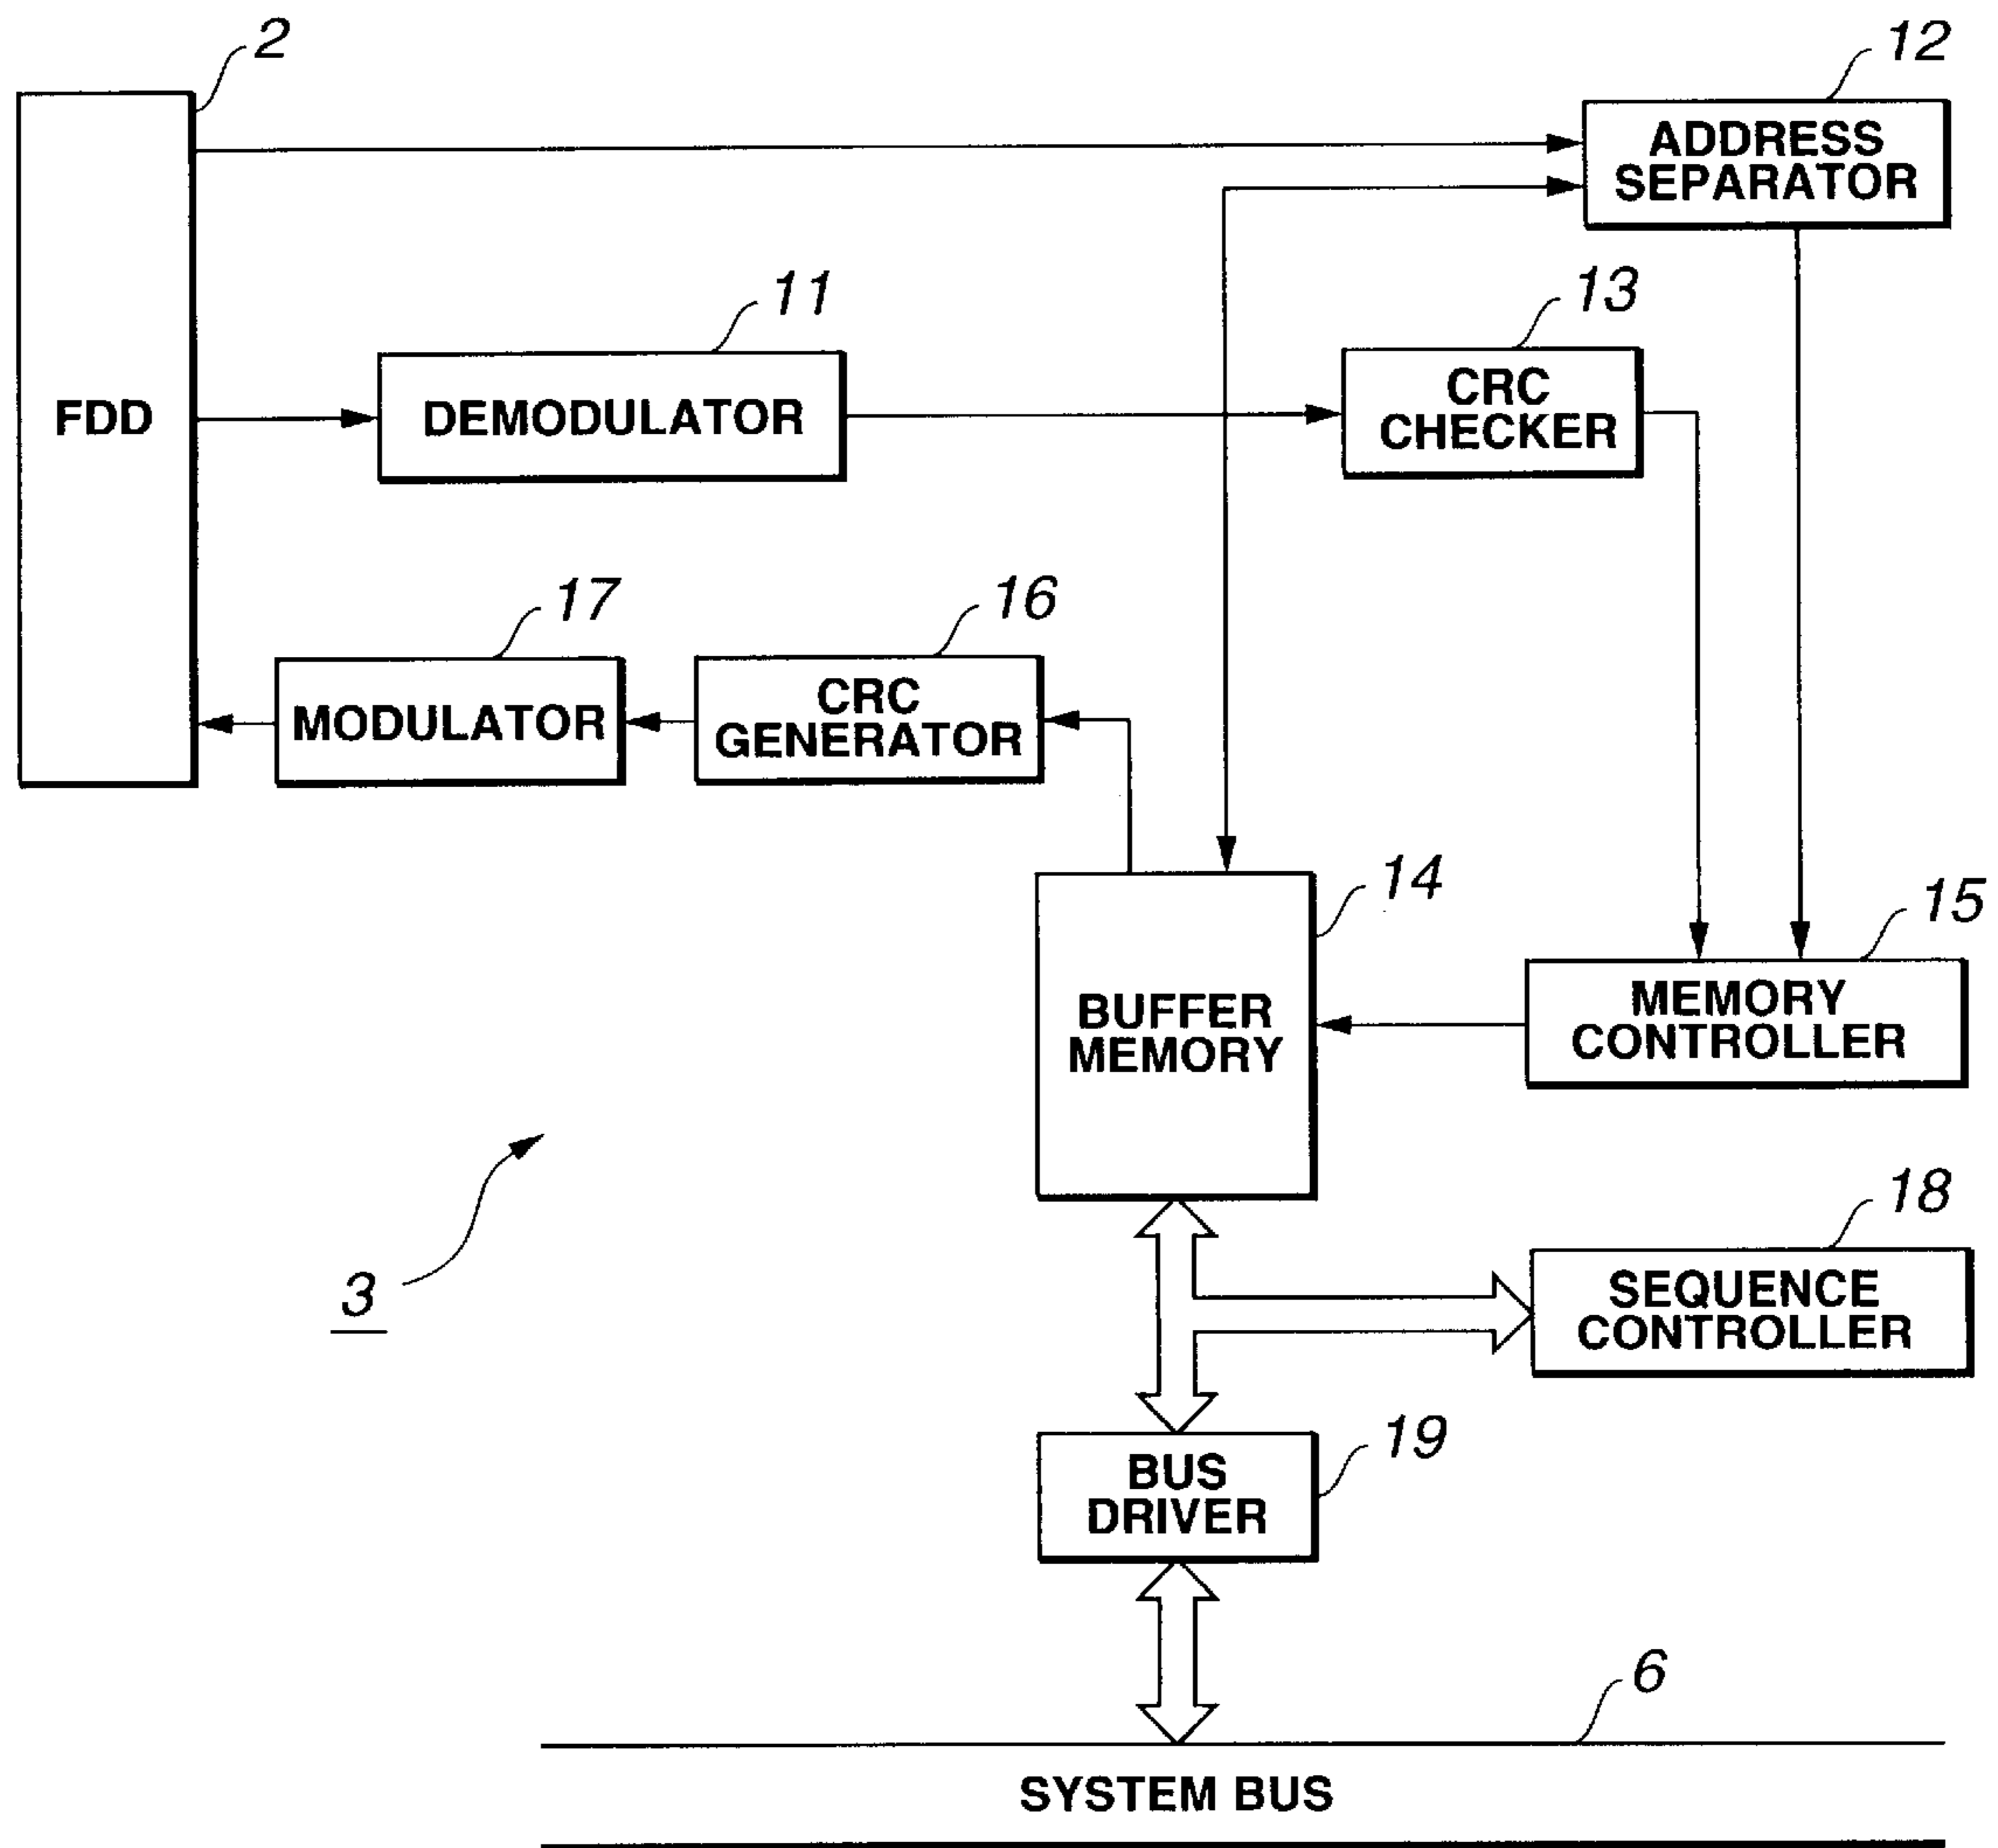 2
12
ADDRESS
SEPARATOR
11
13
FDD
DEMODULATOR
CRC
CHECKER
17
16
MODULATOR
CRC
GENERATOR
14
15
BUFFER
MEMORY
MEMORY
CONTROLLER
18
3
SEQUENCE
CONTROLLER
19
BUS
DRIVER
6
SYSTEM BUS